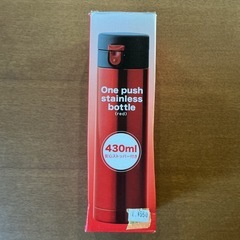 One push
stainless
bottle
(red)
430ml